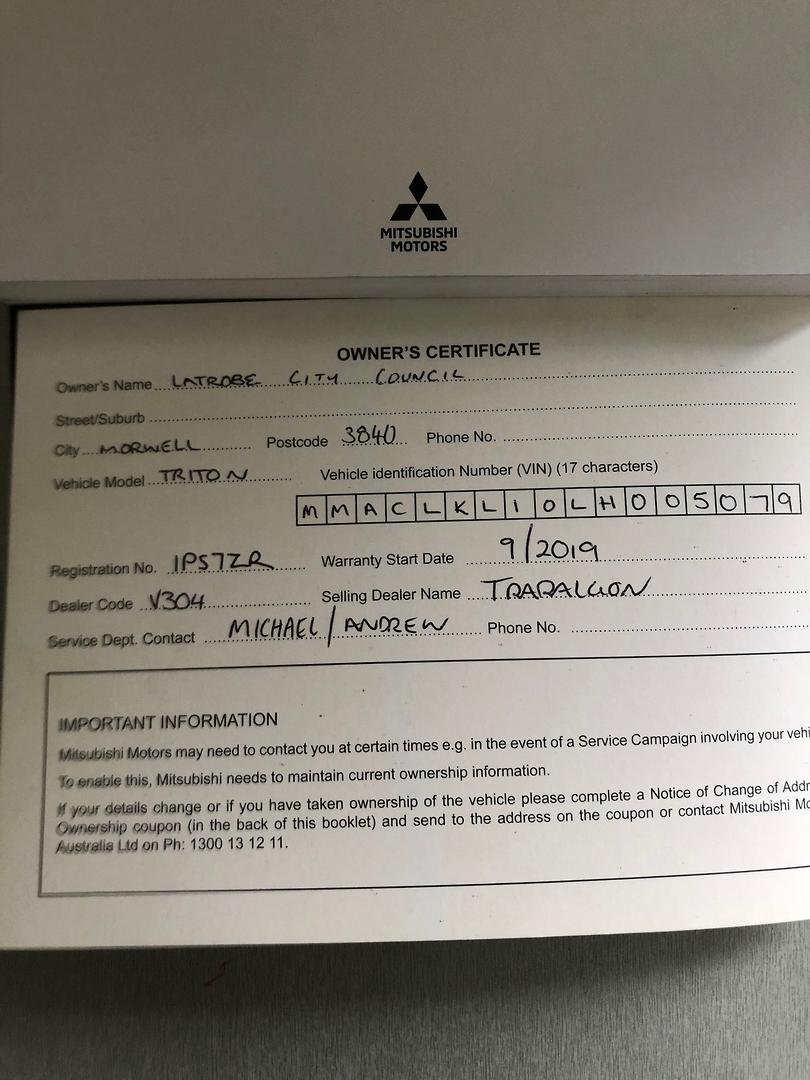 MITSUBISHI
MOTORS
OWNER'S CERTIFICATE
Owner's Name LATROBE CITY COUNCIL
Street/Suburb
City MORWELL Postcode 3840 Phone No.
Vehicle Model TRITON Vehicle identification Number (VIN) (17 characters)
MMACLKL10LH005079
Registration No. 1PS7ZR Warranty Start Date 9/2019
Dealer Code V304 Selling Dealer Name TRARALGON
Service Dept. Contact MICHAEL/ANDREW Phone No.
IMPORTANT INFORMATION
Mitsubishi Motors may need to contact you at certain times e.g. in the event of a Service Campaign involving your vehi
To enable this, Mitsubishi needs to maintain current ownership information.
If your details change or if you have taken ownership of the vehicle please complete a Notice of Change of Addr
Ownership coupon (in the back of this booklet) and send to the address on the coupon or contact Mitsubishi Mo
Australia Ltd on Ph: 1300 13 12 11.